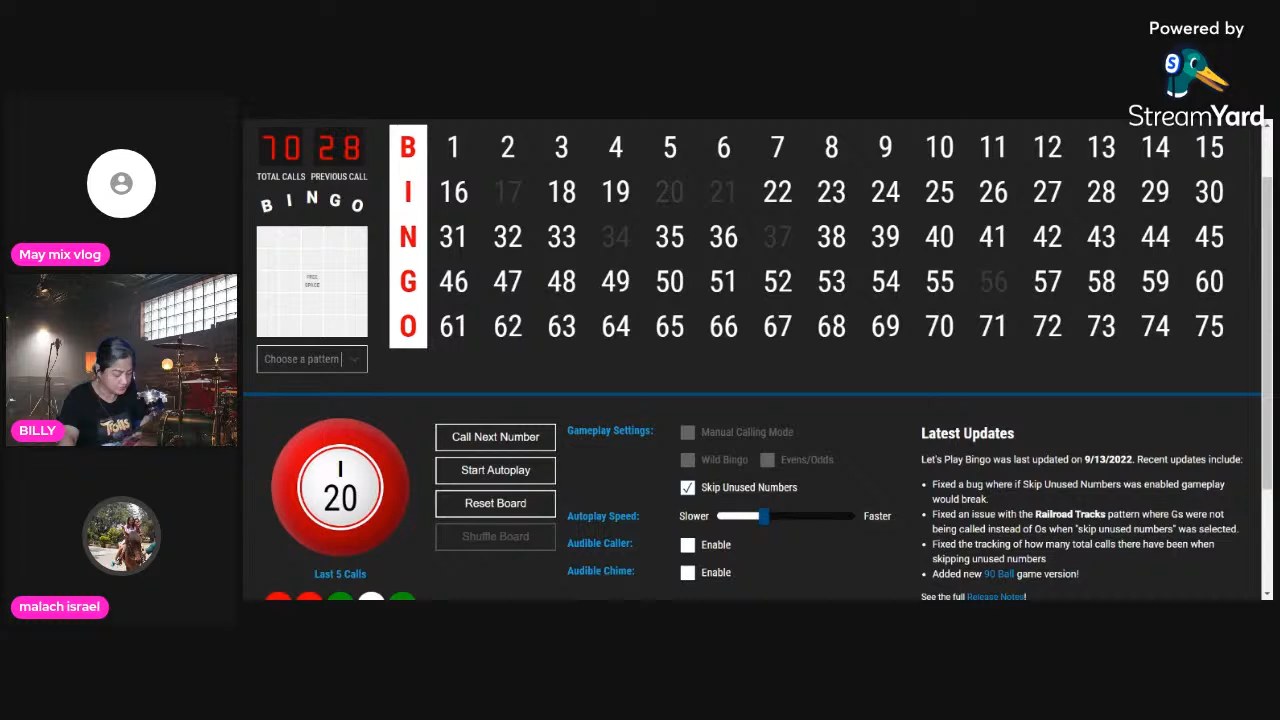 Powered by
S
StreamYard
70 28
TOTAL CALLS PREVIOUS CALL
BINGO
FREE
SPACE
Choose a pattern
B 1 2 3 4 5 6 7 8 9 10 11 12 13 14 15
I 16 17 18 19 20 21 22 23 24 25 26 27 28 29 30
N 31 32 33 34 35 36 37 38 39 40 41 42 43 44 45
G 46 47 48 49 50 51 52 53 54 55 56 57 58 59 60
O 61 62 63 64 65 66 67 68 69 70 71 72 73 74 75
May mix vlog
BILLY
malach israel
I
20
Last 5 Calls
Call Next Number
Start Autoplay
Reset Board
Shuffle Board
Gameplay Settings:
Manual Calling Mode
Wild Bingo Evens/Odds
Skip Unused Numbers
Autoplay Speed: Slower Faster
Audible Caller: Enable
Audible Chime: Enable
Latest Updates
Let's Play Bingo was last updated on 9/13/2022. Recent updates include:
• Fixed a bug where if Skip Unused Numbers was enabled gameplay
would break.
• Fixed an issue with the Railroad Tracks pattern where Gs were not
being called instead of Os when "skip unused numbers" was selected.
• Fixed the tracking of how many total calls there have been when
skipping unused numbers
• Added new 90 Ball game version!
See the full Release Notes!